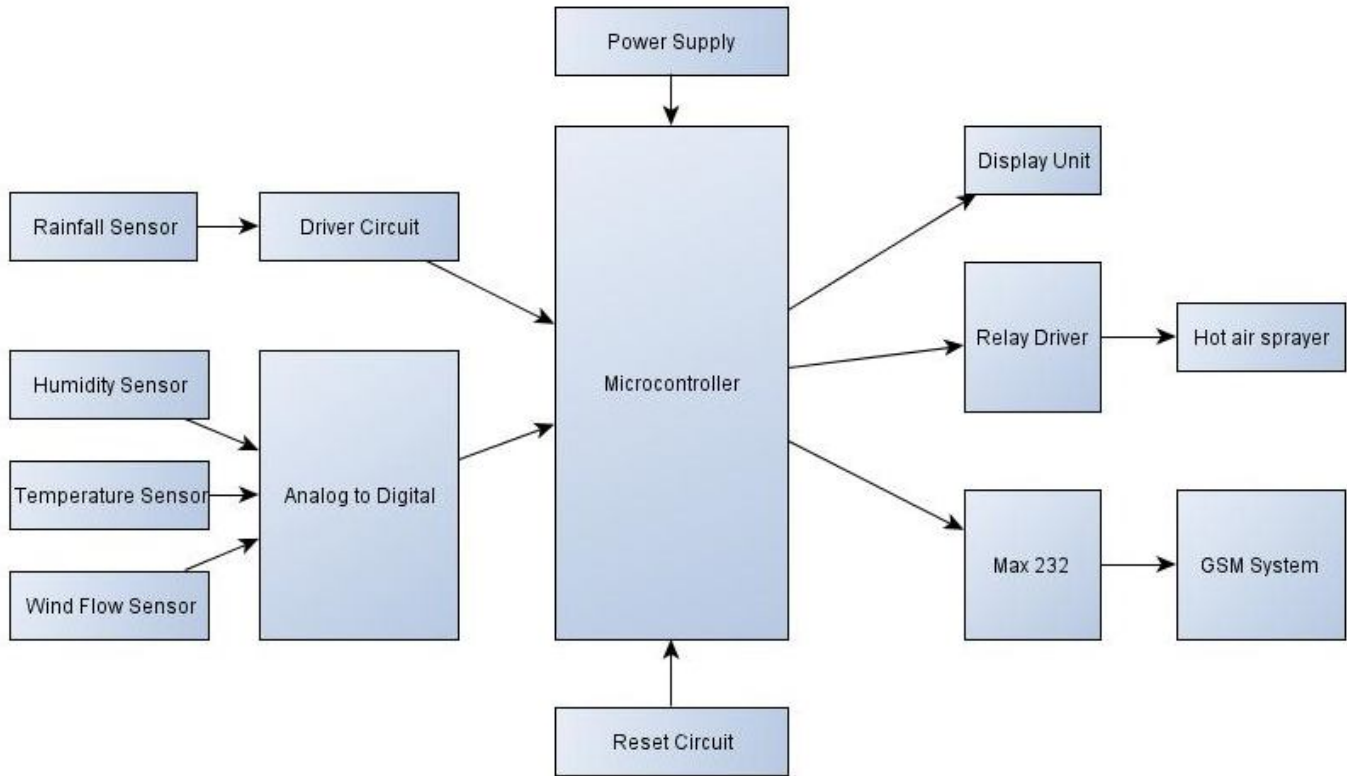 Power Supply
Display Unit
Rainfall Sensor
Driver Circuit
Relay Driver
Hot air sprayer
Humidity Sensor
Microcontroller
Temperature Sensor
Analog to Digital
Wind Flow Sensor
Max 232
GSM System
Reset Circuit